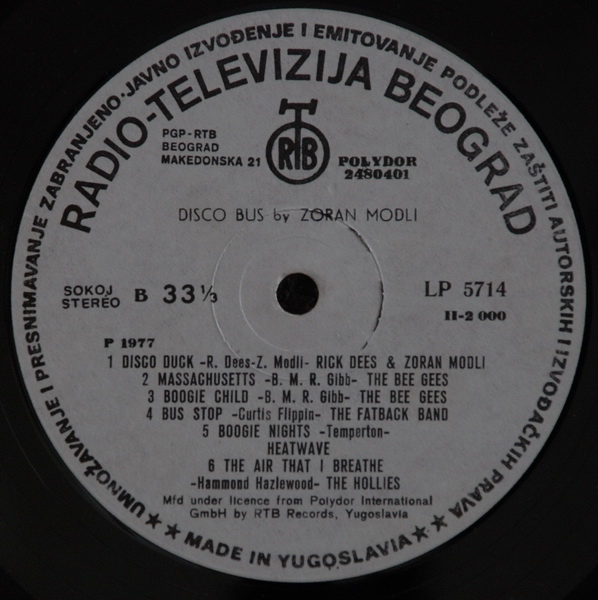 UMNOŽAVANJE I PRESNIMAVANJE ZABRANJENO·JAVNO IZVOĐENJE I EMITOVANJE PODLEŽE ZAŠTITI AUTORSKIH I IZVOĐAČKIH PRAVA
RADIO-TELEVIZIJA BEOGRAD
PGP-RTB
BEOGRAD
MAKEDONSKA 21
RTB
POLYDOR
2480401
DISCO BUS by ZORAN MODLI
SOKOJ
STEREO
B 33⅓
LP 5714
II-2 000
P 1977
1 DISCO DUCK -R. Dees-Z. Modli- RICK DEES & ZORAN MODLI
2 MASSACHUSETTS -B. M. R. Gibb- THE BEE GEES
3 BOOGIE CHILD -B. M. R. Gibb- THE BEE GEES
4 BUS STOP -Curtis Flippin- THE FATBACK BAND
5 BOOGIE NIGHTS -Temperton-
HEATWAVE
6 THE AIR THAT I BREATHE
-Hammond Hazlewood- THE HOLLIES
Mfd under licence from Polydor International
GmbH by RTB Records, Yugoslavia
★★ MADE IN YUGOSLAVIA ★★